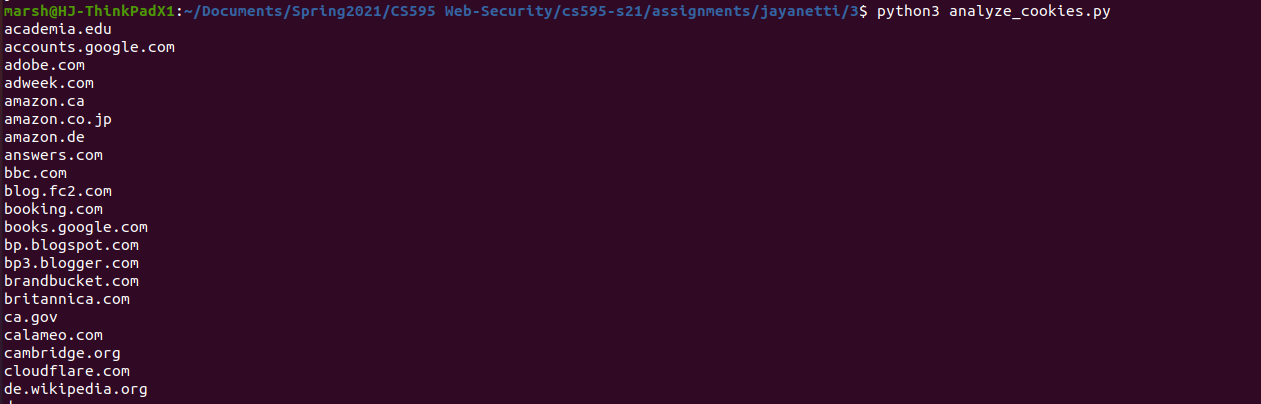 marsh@HJ-ThinkPadX1:~/Documents/Spring2021/CS595 Web-Security/cs595-s21/assignments/jayanetti/3$ python3 analyze_cookies.py
academia.edu
accounts.google.com
adobe.com
adweek.com
amazon.ca
amazon.co.jp
amazon.de
answers.com
bbc.com
blog.fc2.com
booking.com
books.google.com
bp.blogspot.com
bp3.blogger.com
brandbucket.com
britannica.com
ca.gov
calameo.com
cambridge.org
cloudflare.com
de.wikipedia.org